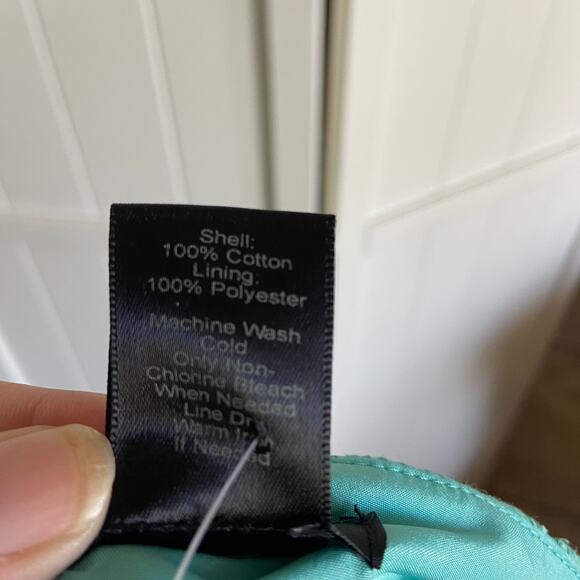 Shell:
100% Cotton
Lining:
100% Polyester
Machine Wash
Cold
Only Non-
Chlorine Bleach
When Needed
Line Dr
Warm
If Needed